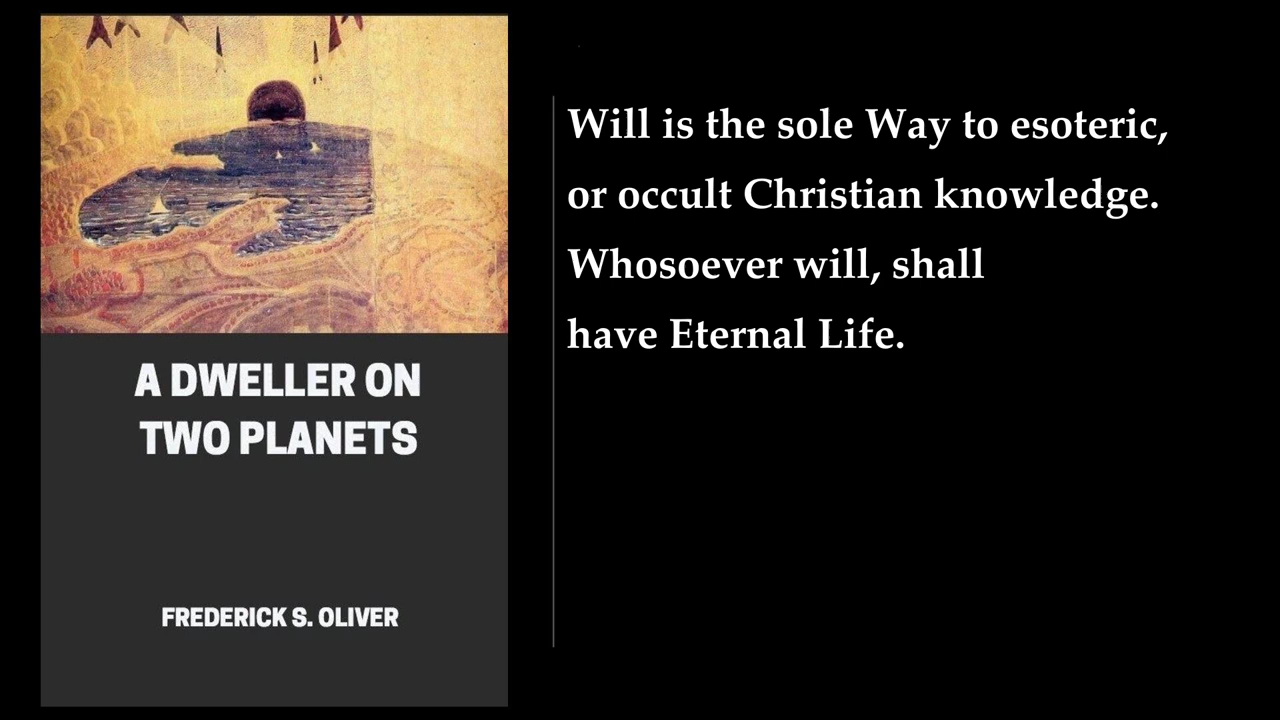 A DWELLER ON
TWO PLANETS
FREDERICK S. OLIVER
Will is the sole Way to esoteric,
or occult Christian knowledge.
Whosoever will, shall
have Eternal Life.